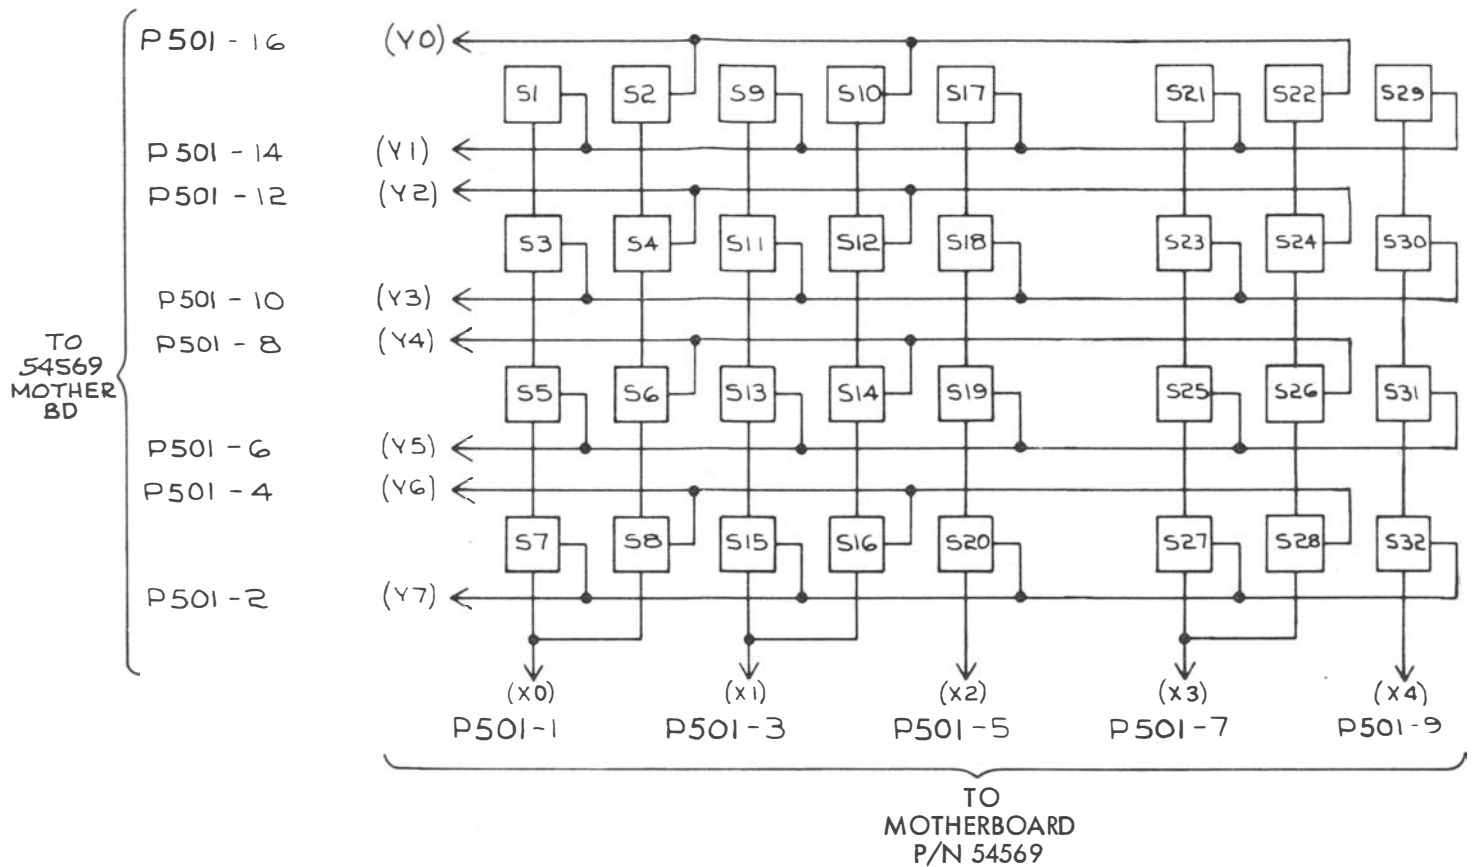 P501-16 (Y0)
S1 S2 S9 S10 S17 S21 S22 S29
P501-14 (Y1)
P501-12 (Y2)
S3 S4 S11 S12 S18 S23 S24 S30
P501-10 (Y3)
P501-8 (Y4)
TO
54569
MOTHER
BD
S5 S6 S13 S14 S19 S25 S26 S31
P501-6 (Y5)
P501-4 (Y6)
S7 S8 S15 S16 S20 S27 S28 S32
P501-2 (Y7)
(X0) (X1) (X2) (X3) (X4)
P501-1 P501-3 P501-5 P501-7 P501-9
TO
MOTHERBOARD
P/N 54569